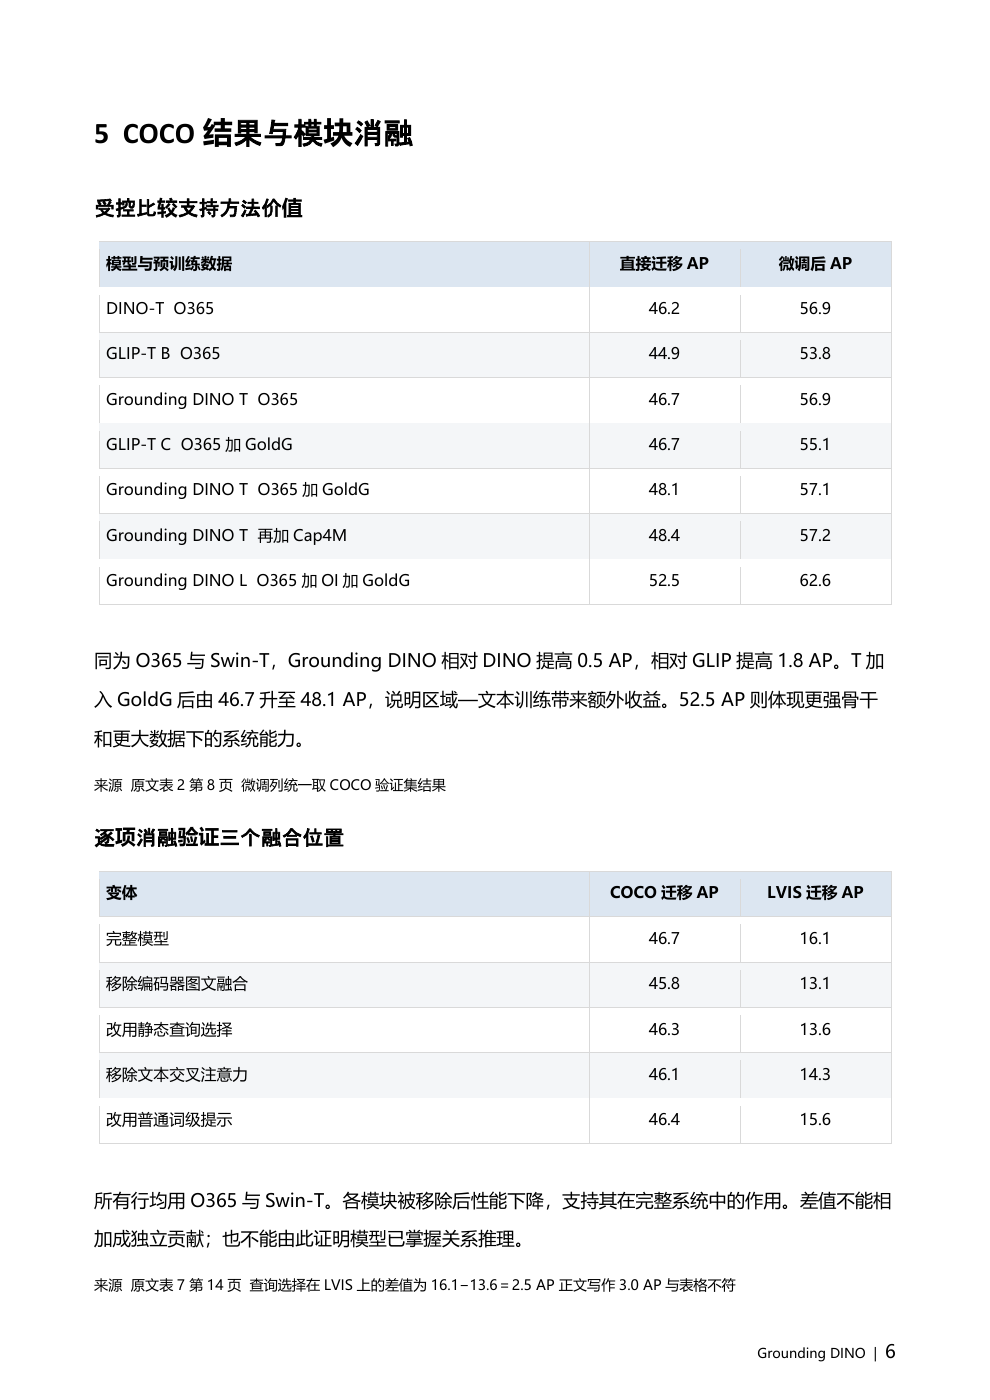 5 COCO 结果与模块消融
受控比较支持方法价值
模型与预训练数据 直接迁移 AP 微调后 AP
DINO-T O365 46.2 56.9
GLIP-T B O365 44.9 53.8
Grounding DINO T O365 46.7 56.9
GLIP-T C O365 加 GoldG 46.7 55.1
Grounding DINO T O365 加 GoldG 48.1 57.1
Grounding DINO T 再加 Cap4M 48.4 57.2
Grounding DINO L O365 加 OI 加 GoldG 52.5 62.6
同为 O365 与 Swin-T，Grounding DINO 相对 DINO 提高 0.5 AP，相对 GLIP 提高 1.8 AP。T 加
入 GoldG 后由 46.7 升至 48.1 AP，说明区域—文本训练带来额外收益。52.5 AP 则体现更强骨干
和更大数据下的系统能力。
来源 原文表 2 第 8 页 微调列统一取 COCO 验证集结果
逐项消融验证三个融合位置
变体 COCO 迁移 AP LVIS 迁移 AP
完整模型 46.7 16.1
移除编码器图文融合 45.8 13.1
改用静态查询选择 46.3 13.6
移除文本交叉注意力 46.1 14.3
改用普通词级提示 46.4 15.6
所有行均用 O365 与 Swin-T。各模块被移除后性能下降，支持其在完整系统中的作用。差值不能相
加成独立贡献；也不能由此证明模型已掌握关系推理。
来源 原文表 7 第 14 页 查询选择在 LVIS 上的差值为 16.1−13.6＝2.5 AP 正文写作 3.0 AP 与表格不符
Grounding DINO | 6